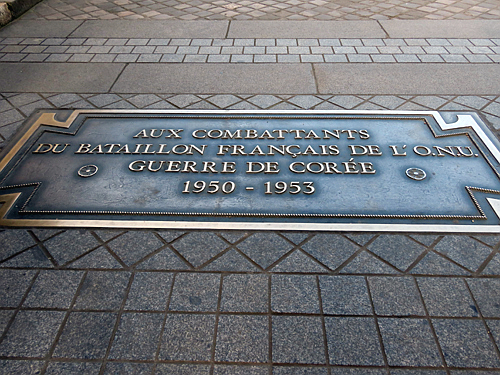 AUX COMBATTANTS
DU BATAILLON FRANÇAIS DE L'O.N.U.
GUERRE DE CORÉE
1950 - 1953